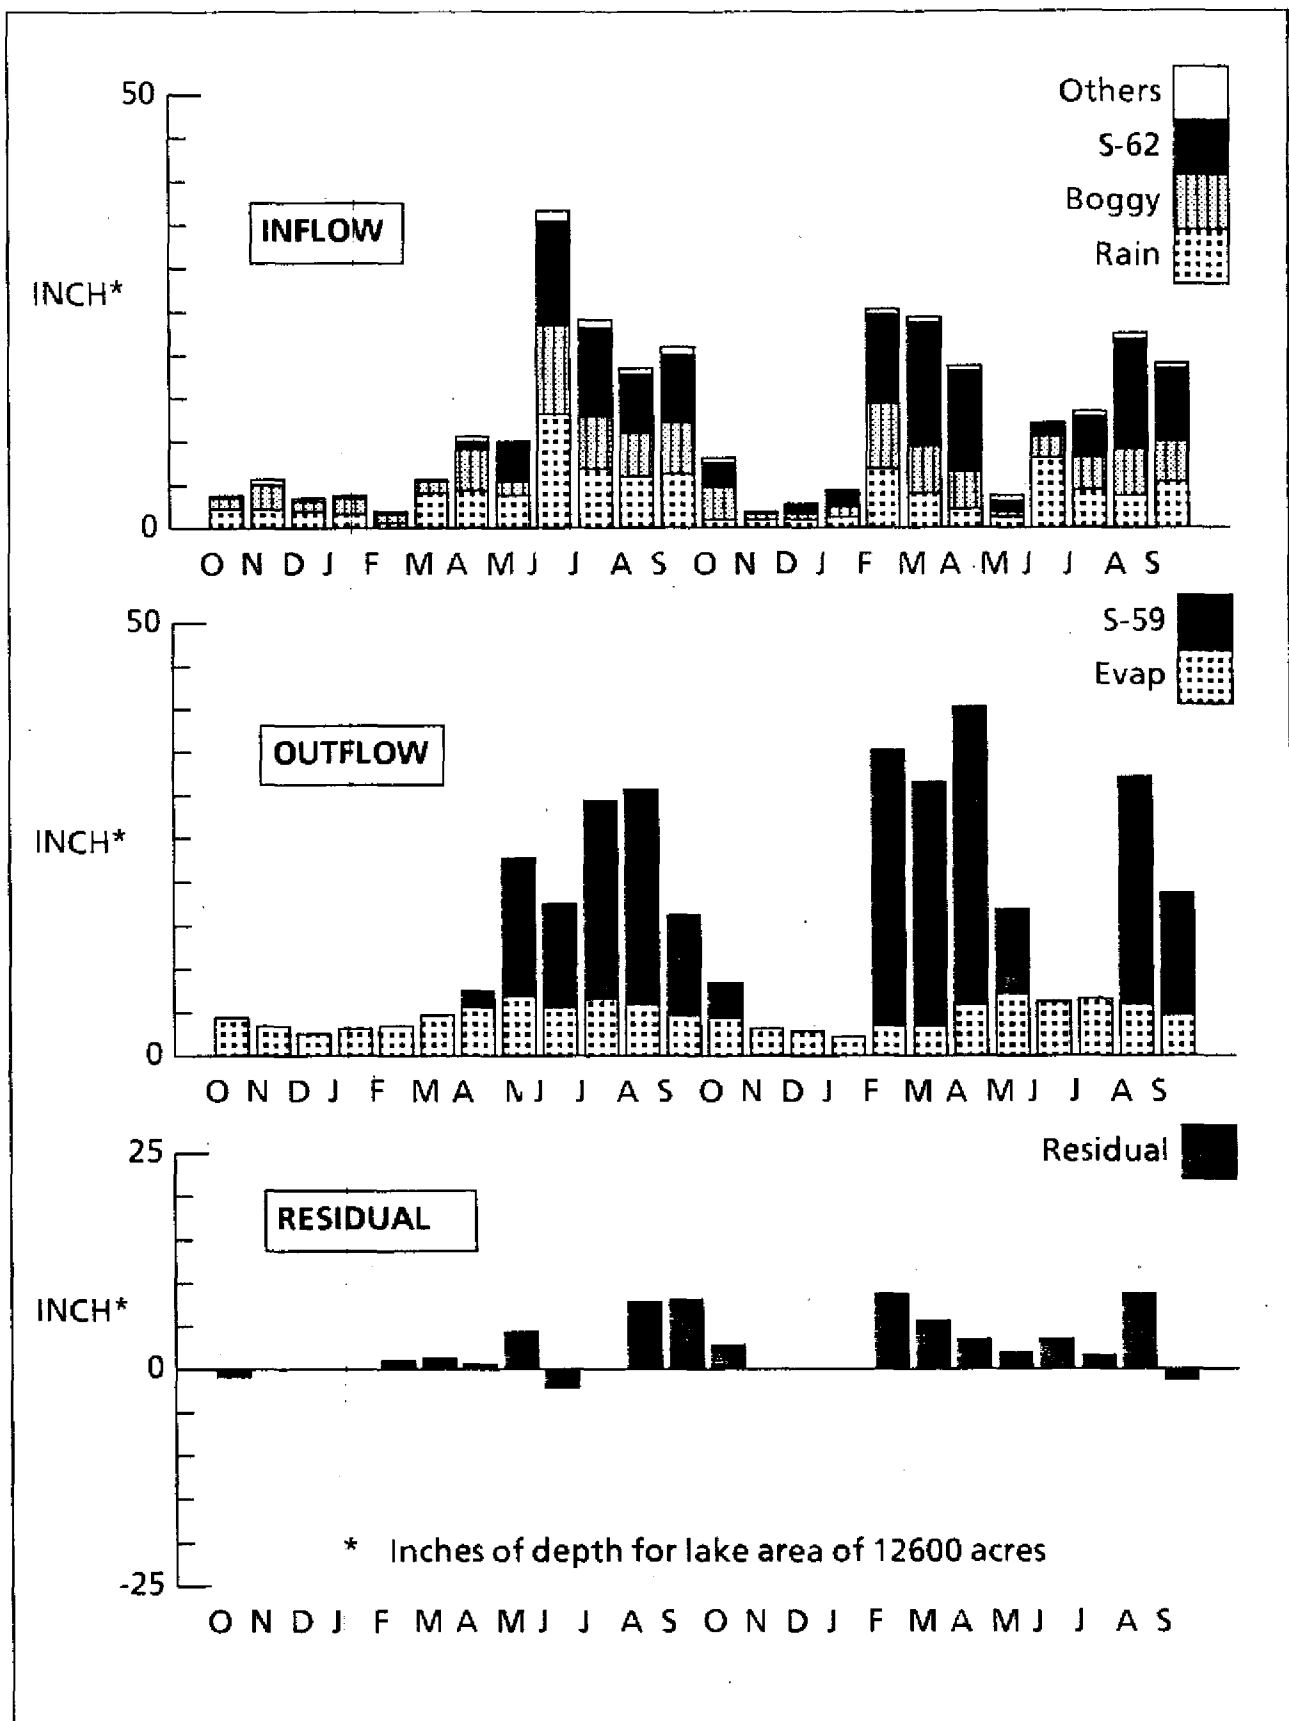 50
Others
S-62
Boggy
Rain
INFLOW
INCH*
0
O N D J F M A M J J A S O N D J F M A M J J A S
50
S-59
Evap
OUTFLOW
INCH*
0
O N D J F M A M J J A S O N D J F M A M J J A S
25
Residual
RESIDUAL
INCH*
0
* Inches of depth for lake area of 12600 acres
-25
O N D J F M A M J J A S O N D J F M A M J J A S